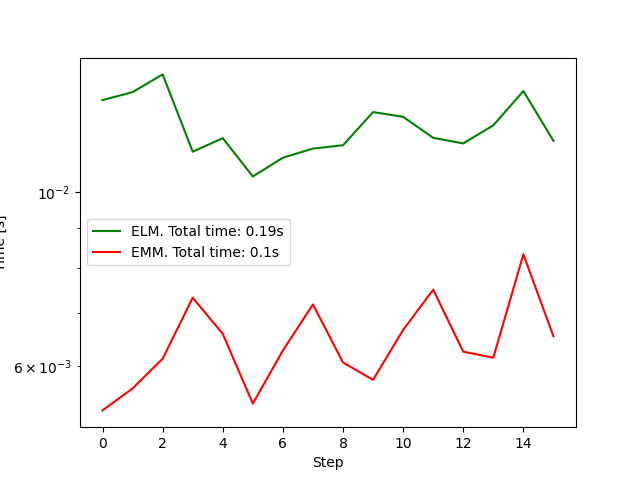 10⁻²
6 × 10⁻³
ELM. Total time: 0.19s
EMM. Total time: 0.1s
0 2 4 6 8 10 12 14
Step